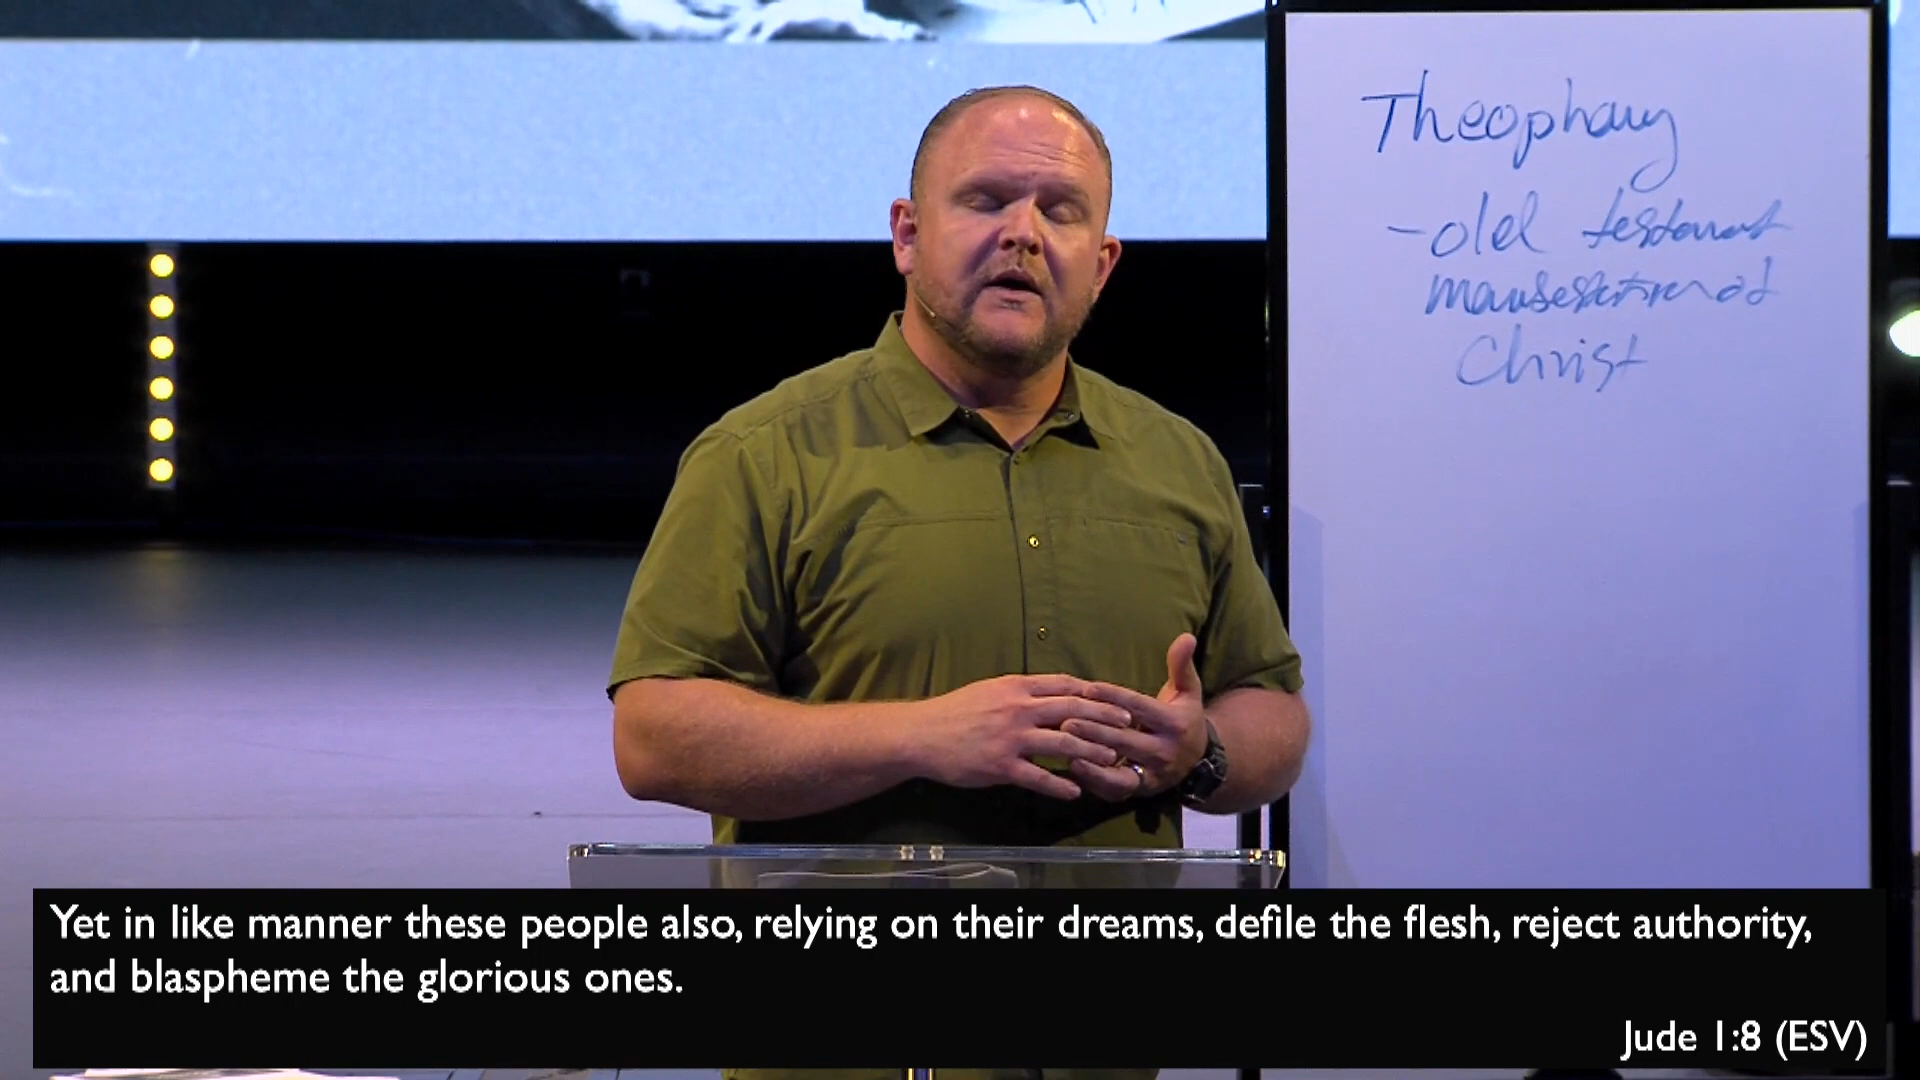 Theophany
- old testament
manifestation of
Christ
Yet in like manner these people also, relying on their dreams, defile the flesh, reject authority,
and blaspheme the glorious ones.
Jude 1:8 (ESV)